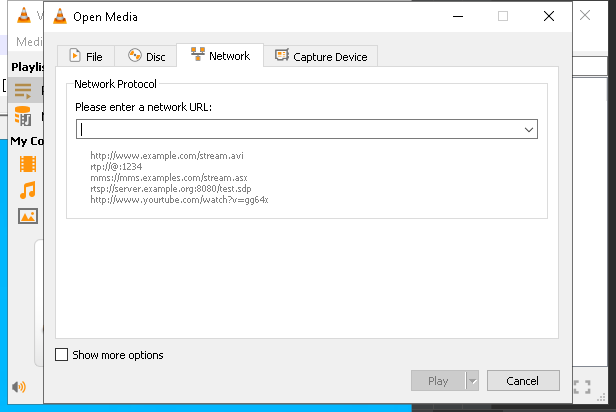 Open Media
Medi
File
Disc
Network
Capture Device
Playlis
Network Protocol
Please enter a network URL:
http://www.example.com/stream.avi
rtp://@:1234
mms://mms.examples.com/stream.asx
rtsp://server.example.org:8080/test.sdp
http://www.yourtube.com/watch?v=gg64x
My Co
Show more options
Play
Cancel